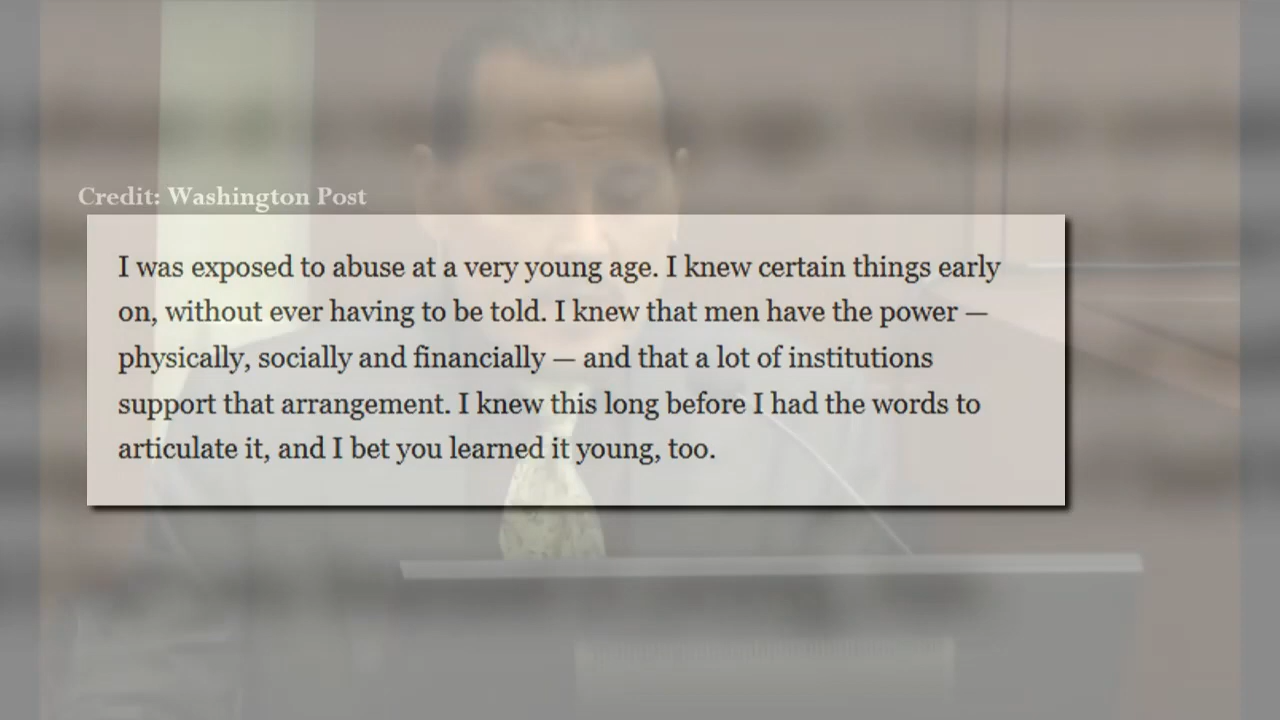 Credit: Washington Post
I was exposed to abuse at a very young age. I knew certain things early
on, without ever having to be told. I knew that men have the power —
physically, socially and financially — and that a lot of institutions
support that arrangement. I knew this long before I had the words to
articulate it, and I bet you learned it young, too.